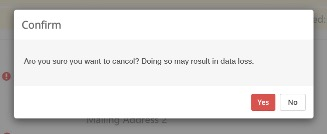 Confirm
Are you sure you want to cancel? Doing so may result in data loss.
Yes No
Mailing Address 2